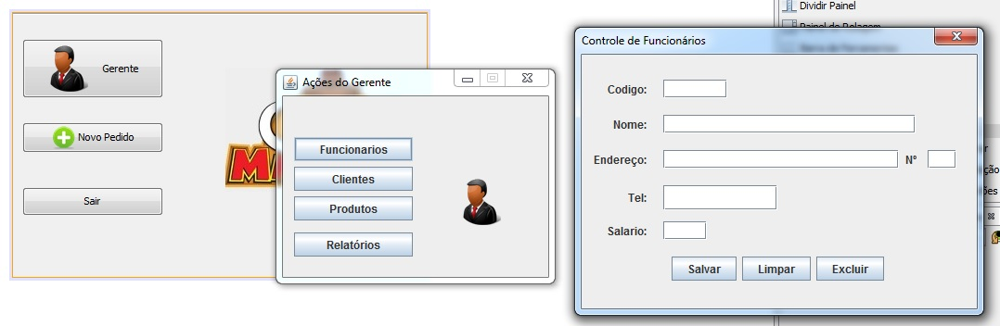 Gerente
Novo Pedido
Sair
Ações do Gerente
Funcionarios
Clientes
Produtos
Relatórios
Dividir Painel
Painel de Rolagem
Controle de Funcionários
Codigo:
Nome:
Endereço: Nº
Tel:
Salario:
Salvar Limpar Excluir